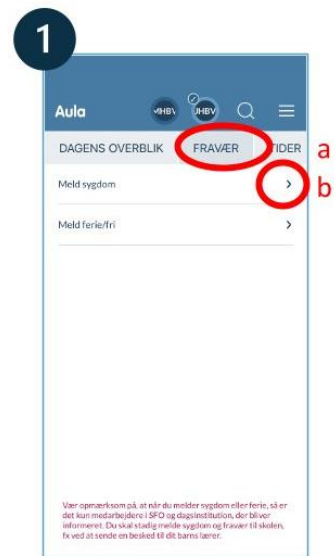 1
Aula
HBV
JHBV
DAGENS OVERBLIK FRAVÆR TIDER a
Meld sygdom b
Meld ferie/fri
Vær opmærksom på, at når du melder sygdom eller ferie, så er
det kun medarbejdere i SFO og dagsinstitution, der bliver
informeret. Du skal stadig melde sygdom og fravær til skolen,
fx ved at sende en besked til dit barns lærer.